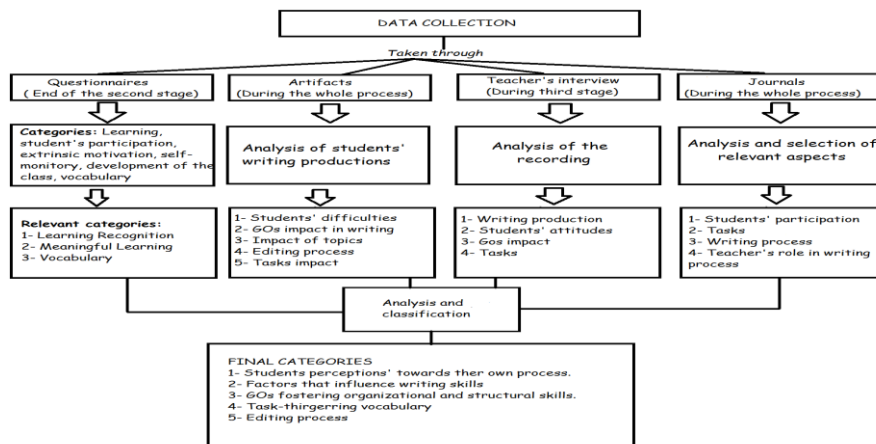 DATA COLLECTION
Taken through
Questionnaires
( End of the second stage)
Artifacts
(During the whole process)
Teacher's interview
(During third stage)
Journals
(During the whole process)
Categories: Learning,
student's participation,
extrinsic motivation, self-
monitory, development of the
class, vocabulary
Analysis of students'
writing productions
Analysis of the
recording
Analysis and selection of
relevant aspects
Relevant categories:
1- Learning Recognition
2- Meaningful Learning
3- Vocabulary
1- Students' difficulties
2- GOs impact in writing
3- Impact of topics
4- Editing process
5- Tasks impact
1- Writing production
2- Students' attitudes
3- Gos impact
4- Tasks
1- Students' participation
2- Tasks
3- Writing process
4- Teacher's role in writing
process
Analysis and
classification
FINAL CATEGORIES
1- Students perceptions' towards ther own process.
2- Factors that influence writing skills
3- GOs fostering organizational and structural skills.
4- Task-thirgerring vocabulary
5- Editing process